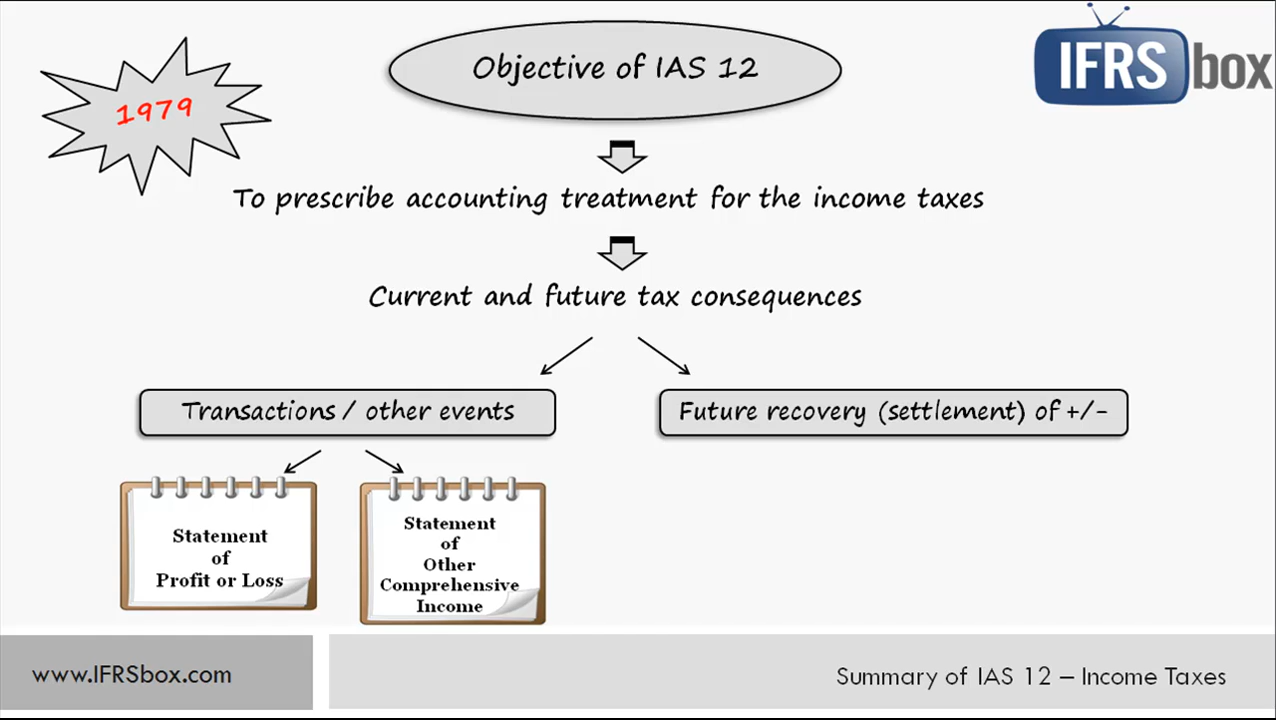 Objective of IAS 12
IFRS box
1979
To prescribe accounting treatment for the income taxes
Current and future tax consequences
Transactions / other events
Future recovery (settlement) of +/-
Statement
of
Profit or Loss
Statement
of
Other
Comprehensive
Income
www.IFRSbox.com
Summary of IAS 12 – Income Taxes